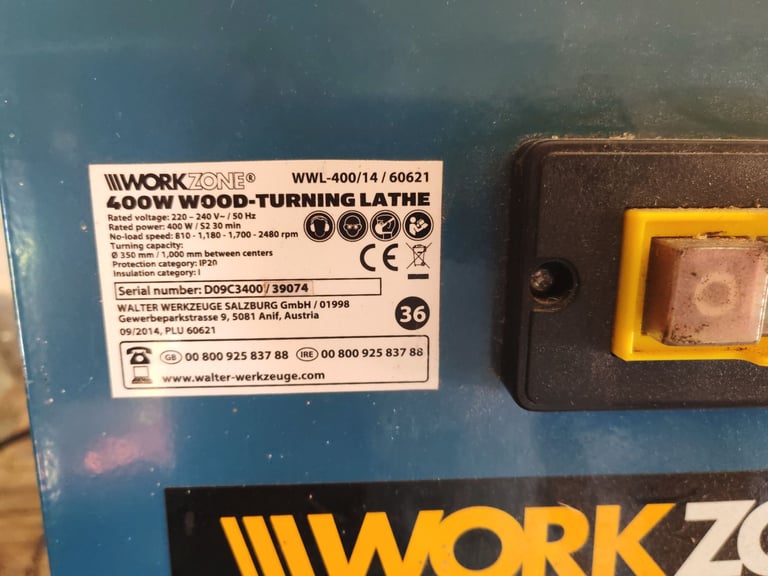 WORKZONE® WWL-400/14 / 60621
400W WOOD-TURNING LATHE
Rated voltage: 220 – 240 V~ / 50 Hz
Rated power: 400 W / S2 30 min
No-load speed: 810 - 1,180 - 1,700 - 2480 rpm
Turning capacity:
Ø 350 mm / 1,000 mm between centers
Protection category: IP20
Insulation category: I
CE
Serial number: D09C3400/39074
WALTER WERKZEUGE SALZBURG GmbH / 01998
Gewerbeparkstrasse 9, 5081 Anif, Austria
09/2014, PLU 60621
36
GB 00 800 925 837 88 IRE 00 800 925 837 88
www.walter-werkzeuge.com
WORKZO